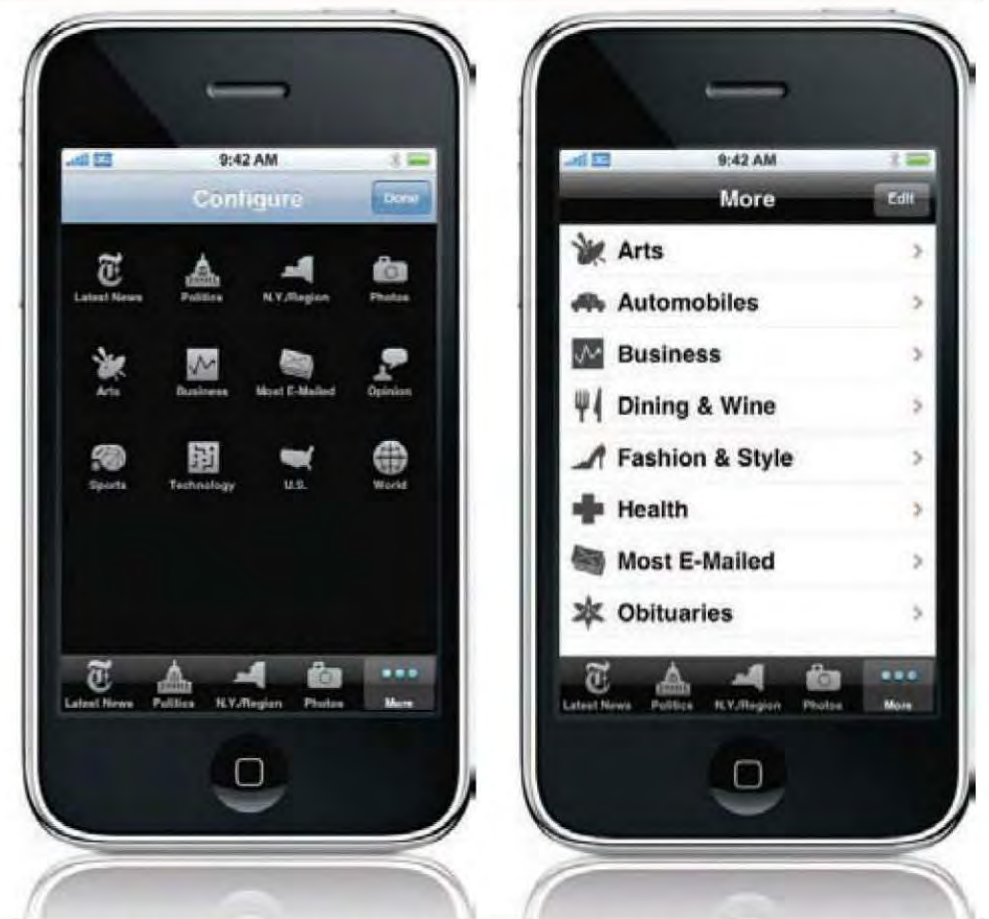 9:42 AM
Configure
Done
Latest News
Politics
N.Y./Region
Photos
Arts
Business
Most E-Mailed
Opinion
Sports
Technology
U.S.
World
Latest News
Politics
N.Y./Region
Photos
More
9:42 AM
More
Edit
Arts
Automobiles
Business
Dining & Wine
Fashion & Style
Health
Most E-Mailed
Obituaries
Latest News
Politics
N.Y./Region
Photos
More